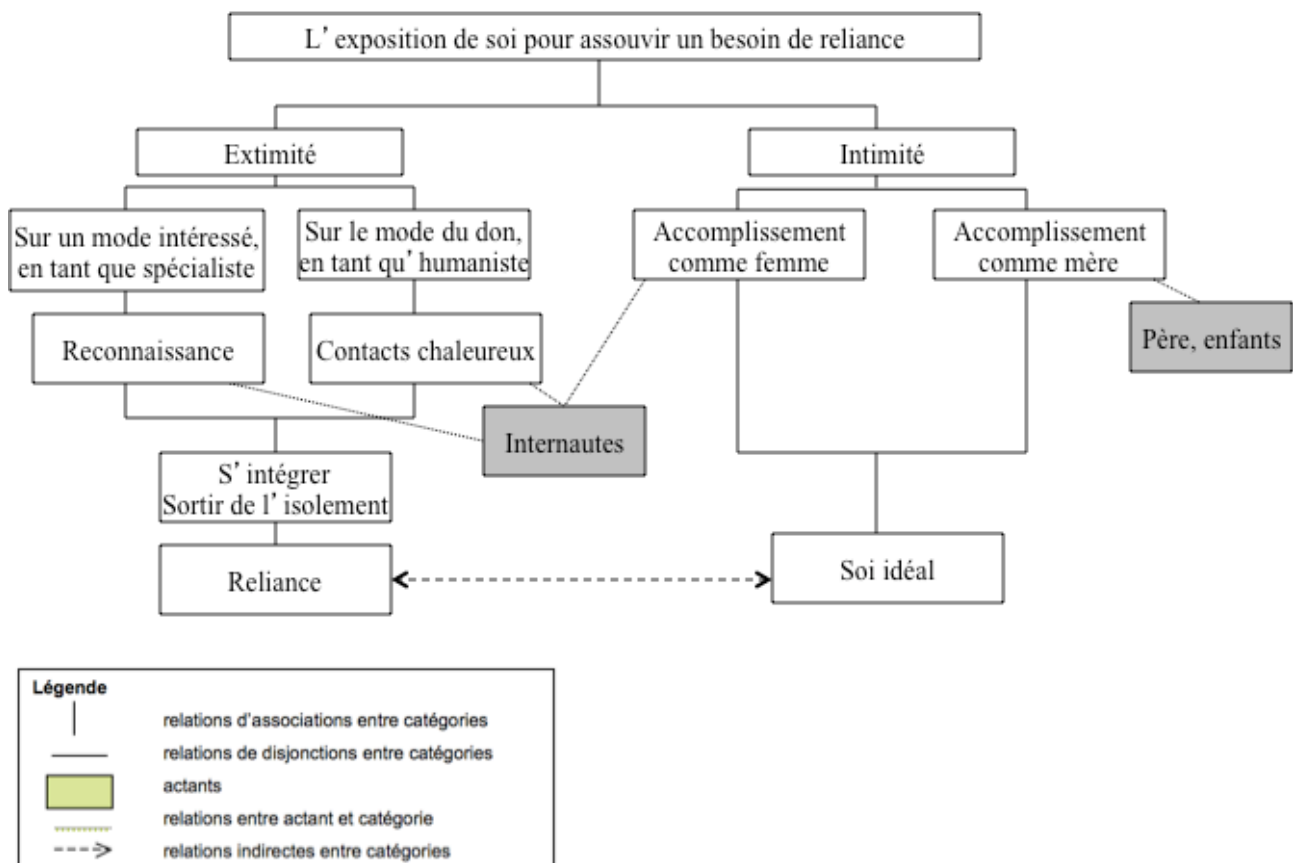 L’ exposition de soi pour assouvir un besoin de reliance
Extimité
Intimité
Sur un mode intéressé,
en tant que spécialiste
Sur le mode du don,
en tant qu’ humaniste
Accomplissement
comme femme
Accomplissement
comme mère
Reconnaissance
Contacts chaleureux
Père, enfants
Internautes
S’ intégrer
Sortir de l’ isolement
Reliance
Soi idéal
Légende
relations d'associations entre catégories
relations de disjonctions entre catégories
actants
relations entre actant et catégorie
relations indirectes entre catégories